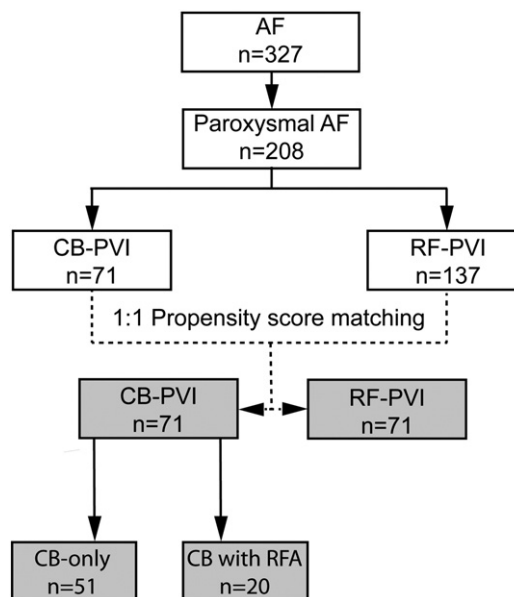 AF
n=327
Paroxysmal AF
n=208
CB-PVI
n=71
RF-PVI
n=137
1:1 Propensity score matching
CB-PVI
n=71
RF-PVI
n=71
CB-only
n=51
CB with RFA
n=20